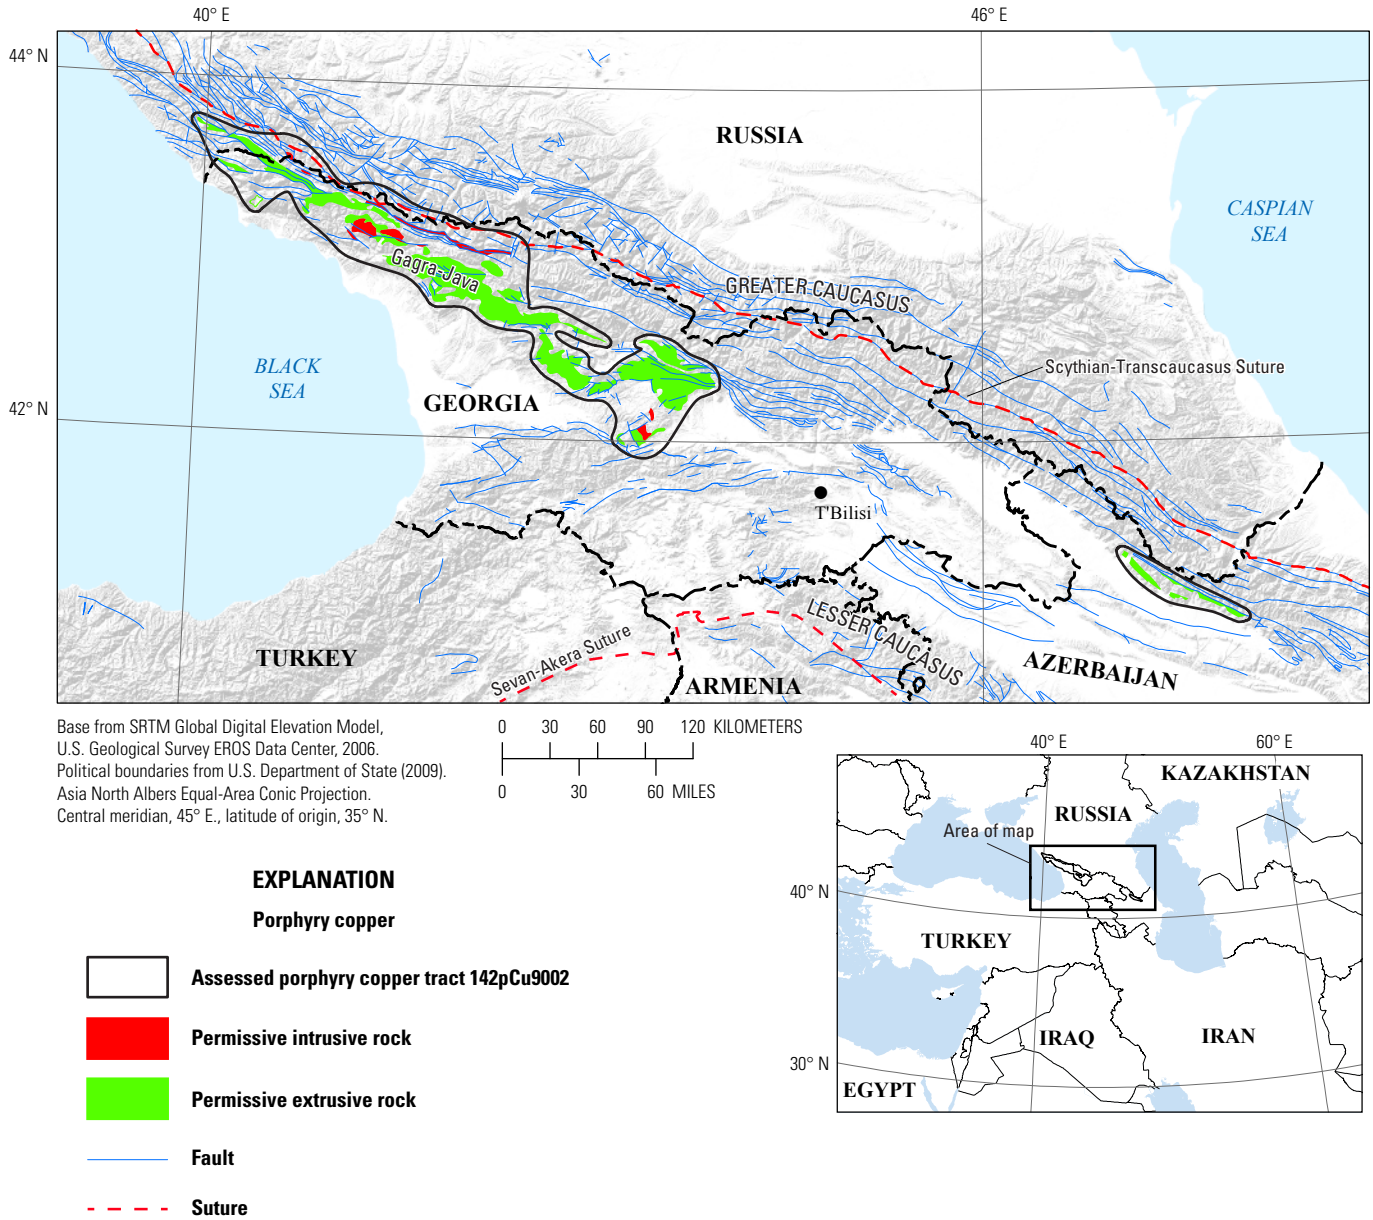 40° E
46° E
44° N
RUSSIA
CASPIAN
SEA
Gagra-Java
GREATER CAUCASUS
BLACK
SEA
Scythian-Transcaucasus Suture
42° N
GEORGIA
T'Bilisi
LESSER CAUCASUS
Sevan-Akera Suture
TURKEY
ARMENIA
AZERBAIJAN
Base from SRTM Global Digital Elevation Model,
U.S. Geological Survey EROS Data Center, 2006.
Political boundaries from U.S. Department of State (2009).
Asia North Albers Equal-Area Conic Projection.
Central meridian, 45° E., latitude of origin, 35° N.
0 30 60 90 120 KILOMETERS
0 30 60 MILES
40° E
60° E
KAZAKHSTAN
RUSSIA
Area of map
40° N
TURKEY
IRAQ
IRAN
30° N
EGYPT
EXPLANATION
Porphyry copper
Assessed porphyry copper tract 142pCu9002
Permissive intrusive rock
Permissive extrusive rock
Fault
Suture